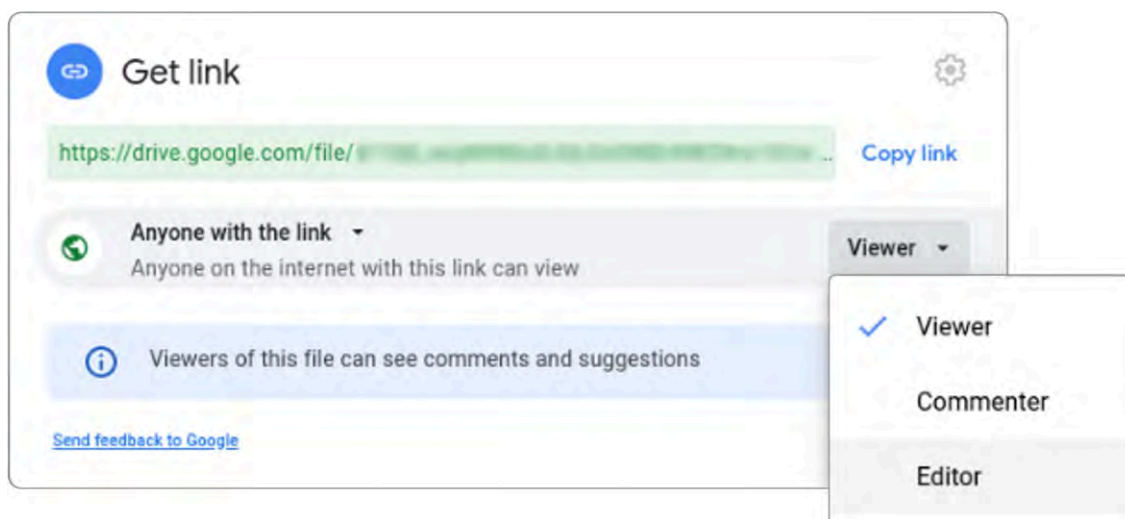 Get link
https://drive.google.com/file/ .. Copy link
Anyone with the link
Anyone on the internet with this link can view
Viewer
Viewers of this file can see comments and suggestions
Send feedback to Google
Viewer
Commenter
Editor